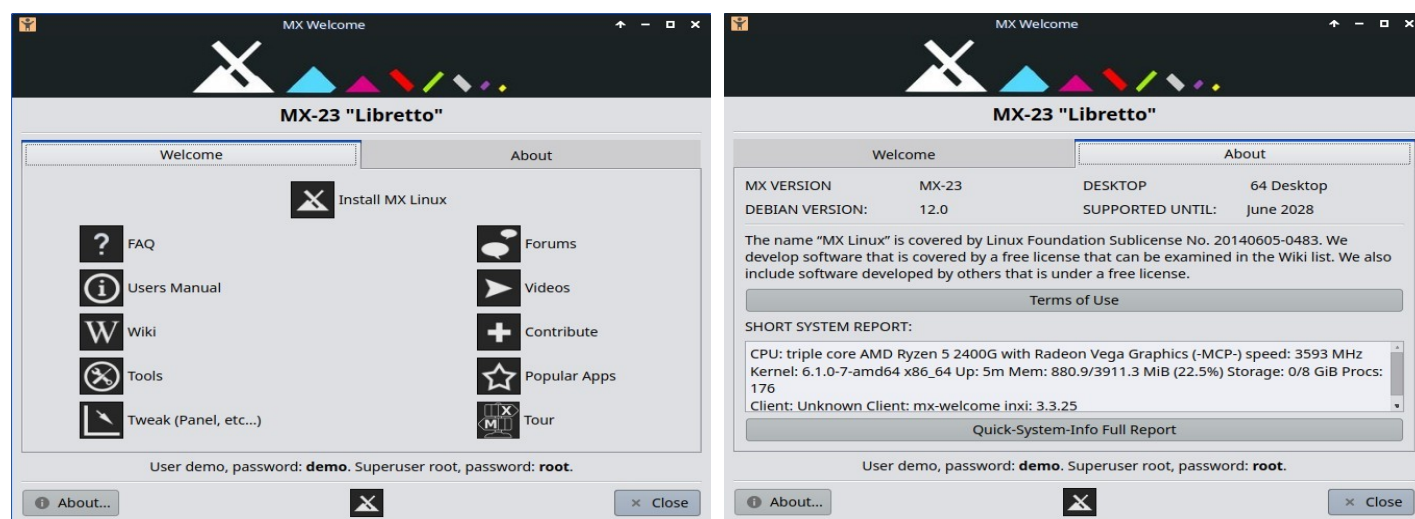 MX Welcome
MX-23 "Libretto"
Welcome About
Install MX Linux
? FAQ Forums
Users Manual Videos
W Wiki Contribute
Tools Popular Apps
Tweak (Panel, etc...) Tour
User demo, password: demo. Superuser root, password: root.
About... Close
MX Welcome
MX-23 "Libretto"
Welcome About
MX VERSION MX-23 DESKTOP 64 Desktop
DEBIAN VERSION: 12.0 SUPPORTED UNTIL: June 2028
The name “MX Linux” is covered by Linux Foundation Sublicense No. 20140605-0483. We
develop software that is covered by a free license that can be examined in the Wiki list. We also
include software developed by others that is under a free license.
Terms of Use
SHORT SYSTEM REPORT:
CPU: triple core AMD Ryzen 5 2400G with Radeon Vega Graphics (-MCP-) speed: 3593 MHz
Kernel: 6.1.0-7-amd64 x86_64 Up: 5m Mem: 880.9/3911.3 MiB (22.5%) Storage: 0/8 GiB Procs:
176
Client: Unknown Client: mx-welcome inxi: 3.3.25
Quick-System-Info Full Report
User demo, password: demo. Superuser root, password: root.
About... Close